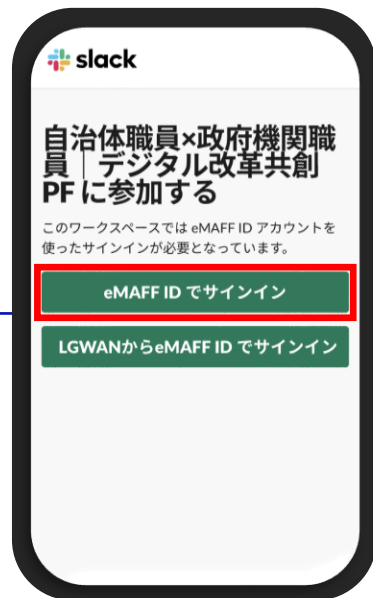 slack
自治体職員×政府機関職
員｜デジタル改革共創
PF に参加する
このワークスペースでは eMAFF ID アカウントを
使ったサインインが必要となっています。
eMAFF ID でサインイン
LGWANからeMAFF ID でサインイン